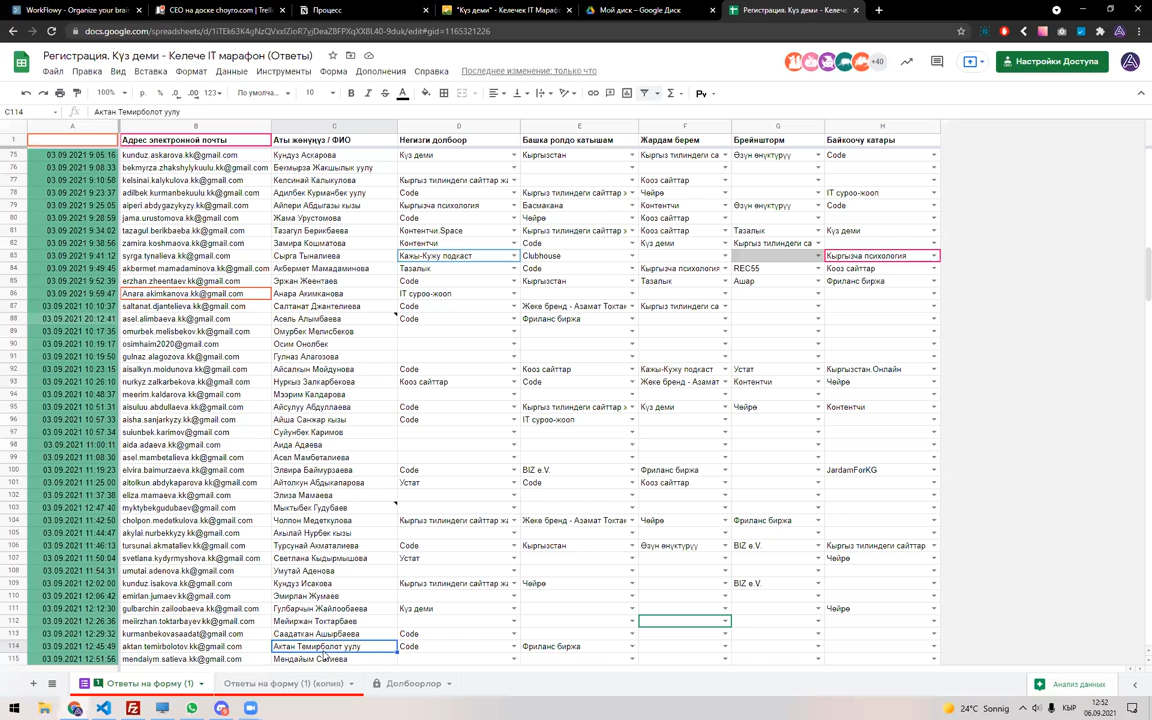 WorkFlowy - Organize your brain
CEO на доске choyro.com | Trell
Процесс
"Күз деми" - Келечек IT Марафон
Мой диск – Google Диск
Регистрация. Күз деми - Келече
docs.google.com/spreadsheets/d/1iTEk63K4gNzQVxxlZioR7yjDeaZ8FPXqXX8L40-9duk/edit#gid=1165321226
Регистрация. Күз деми - Келече IT марафон (Ответы)
+40
Настройки Доступа
Файл Правка Вид Вставка Формат Данные Инструменты Форма Дополнения Справка Последнее изменение: только что
100% р. % .0 .00 123 По умолча... 10
C114 Актан Темирболот уулу
A B C D E F G H
1 Адрес электронной почты Аты жөнүңүз / ФИО Негизги долбоор Башка ролдо катышам Жардам берем Брейншторм Байкоочу катары
75 03.09.2021 9:05:16 kunduz.askarova.kk@gmail.com Кундуз Аскарова Күз деми Кыргызстан Кыргыз тилиндеги са Өзүн өнүктүрүү Code
76 03.09.2021 9:08:33 bekmyrza.zhakshylykuulu.kk@gmail.com Бекмырза Жакшылык уулу
77 03.09.2021 9:10:58 kelsinai.kalykulova.kk@gmail.com Келсинай Калыкулова Кыргыз тилиндеги сайттар жа Кооз сайттар
78 03.09.2021 9:23:37 adilbek.kurmanbekuulu.kk@gmail.com Адилбек Курманбек уулу Code Кыргыз тилиндеги сайттар ж Чөйрө IT суроо-жооп
79 03.09.2021 9:25:05 aiperi.abdygazykyzy.kk@gmail.com Айпери Абдыгазы кызы Кыргызча психология Басмакана Контентчи Өзүн өнүктүрүү Code
80 03.09.2021 9:28:59 jama.urustomova.kk@gmail.com Жама Урустомова Code Чөйрө Кооз сайттар
81 03.09.2021 9:34:02 tazagul.berikbaeba.kk@gmail.com Тазагул Берикбаева Контентчи.Space Кыргыз тилиндеги сайттар ж Кооз сайттар Тазалык Күз деми
82 03.09.2021 9:38:56 zamira.koshmaova.kk@gmail.com Замира Кошматова Контентчи Code Күз деми Кыргыз тилиндеги са
83 03.09.2021 9:41:12 syrga.tynalieva.kk@gmail.com Сырга Тыналиева Кажы-Кужу подкаст Clubhouse Кыргызча психология
84 03.09.2021 9:49:45 akbermet.mamadaminova.kk@gmail.com Акбермет Мамадаминова Тазалык Code Кыргызча психология REC55 Кооз сайттар
85 03.09.2021 9:52:39 erzhan.zheentaev.kk@gmail.com Эржан Жеентаев Code Кыргызстан Тазалык Ашар Фриланс биржа
86 03.09.2021 9:59:47 Anara.akimkanova.kk@gmail.com Анара Акимканова IT суроо-жооп
87 03.09.2021 10:10:37 saltanat.djantelieva.kk@gmail.com Салтанат Джантелиева Code Жеке бренд - Азамат Токтан Кыргыз тилиндеги са
88 03.09.2021 20:12:41 asel.alimbaeva.kk@gmail.com Асель Алымбаева Code Фриланс биржа
89 03.09.2021 10:17:35 omurbek.melisbekov.kk@gmail.com Омурбек Мелисбеков
90 03.09.2021 10:19:17 osimhaim2020@gmail.com Осим Онолбек
91 03.09.2021 10:19:50 gulnaz.alagozova.kk@gmail.com Гулназ Алагозова
92 03.09.2021 10:23:15 aisalkyn.moidunova.kk@gmail.com Айсалкын Мойдунова Code Кооз сайттар Кажы-Кужу подкаст Устат Кыргызстан.Онлайн
93 03.09.2021 10:26:10 nurkyz.zalkarbekova.kk@gmail.com Нуркыз Залкарбекова Кооз сайттар Code Жеке бренд - Азамат Контентчи Чөйрө
94 03.09.2021 10:48:37 meerim.kaldarova.kk@gmail.com Мээрим Калдарова
95 03.09.2021 10:51:31 aisuluu.abdullaeva.kk@gmail.com Айсулуу Абдуллаева Code Кыргыз тилиндеги сайттар ж Күз деми Чөйрө Контентчи
96 03.09.2021 10:57:33 aisha.sanjarkyzy.kk@gmail.com Айша Санжар кызы Code IT суроо-жооп
97 03.09.2021 10:57:34 suiunbek.karimov@gmail.com Суйунбек Каримов
98 03.09.2021 11:00:11 aida.adaeva.kk@gmail.com Аида Адаева
99 03.09.2021 11:08:30 asel.mambetalieva.kk@gmail.com Асел Мамбеталиева
100 03.09.2021 11:19:23 elvira.baimurzaeva.kk@gmail.com Элвира Баймурзаева Code BIZ e.V. Фриланс биржа JardamForKG
101 03.09.2021 11:25:00 aitolkun.abdykaparova.kk@gmail.com Айтолкун Абдыкапарова Устат Code Кооз сайттар
102 03.09.2021 12:37:38 eliza.mamaeva.kk@gmail.com Элиза Мамаева
103 03.09.2021 11:47:40 myktybekgudubaev@gmail.com Мыктыбек Гудубаев
104 03.09.2021 11:42:50 cholpon.medetkulova.kk@gmail.com Чолпон Медеткулова Кыргыз тилиндеги сайттар жа Жеке бренд - Азамат Токтан Чөйрө Фриланс биржа
105 03.09.2021 11:44:47 akylai.nurbekkyzy.kk@gmail.com Акылай Нурбек кызы
106 03.09.2021 11:46:13 tursunai.akmataliev.kk@gmail.com Турсунай Акматалиева Code Кыргызстан Өзүн өнүктүрүү BIZ e.V. Кыргыз тилиндеги сайттар
107 03.09.2021 11:50:04 svetlana.kydyrmyshova.kk@gmail.com Светлана Кыдырмышова Устат
108 03.09.2021 11:54:31 umutai.adenova.kk@gmail.com Умутай Аденова
109 03.09.2021 12:02:00 kunduz.isakova.kk@gmail.com Кундуз Исакова Кыргыз тилиндеги сайттар жа Чөйрө BIZ e.V.
110 03.09.2021 12:06:42 emirlan.jumaev.kk@gmail.com Эмирлан Жумаев
111 03.09.2021 12:12:30 gulbarchin.zailoobaeva.kk@gmail.com Гулбарчын Жайлообаева Күз деми Чөйрө
112 03.09.2021 12:26:36 meiirzhan.toktarbayev.kk@gmail.com Мейиржан Токтарбаев
113 03.09.2021 12:29:32 kurmanbekovasaadat@gmail.com Саадаткан Ашырбаева Code
114 03.09.2021 12:45:49 aktan.temirbolotov.kk@gmail.com Актан Темирболот уулу Code Фриланс биржа
115 03.09.2021 12:51:56 mendaiym.satieva.kk@gmail.com Мендайым
1 Ответы на форму (1) Ответы на форму (1) (копия) Долбоорлор Анализ данных
24°C Sonnig КЫР 12:52
06.09.2021